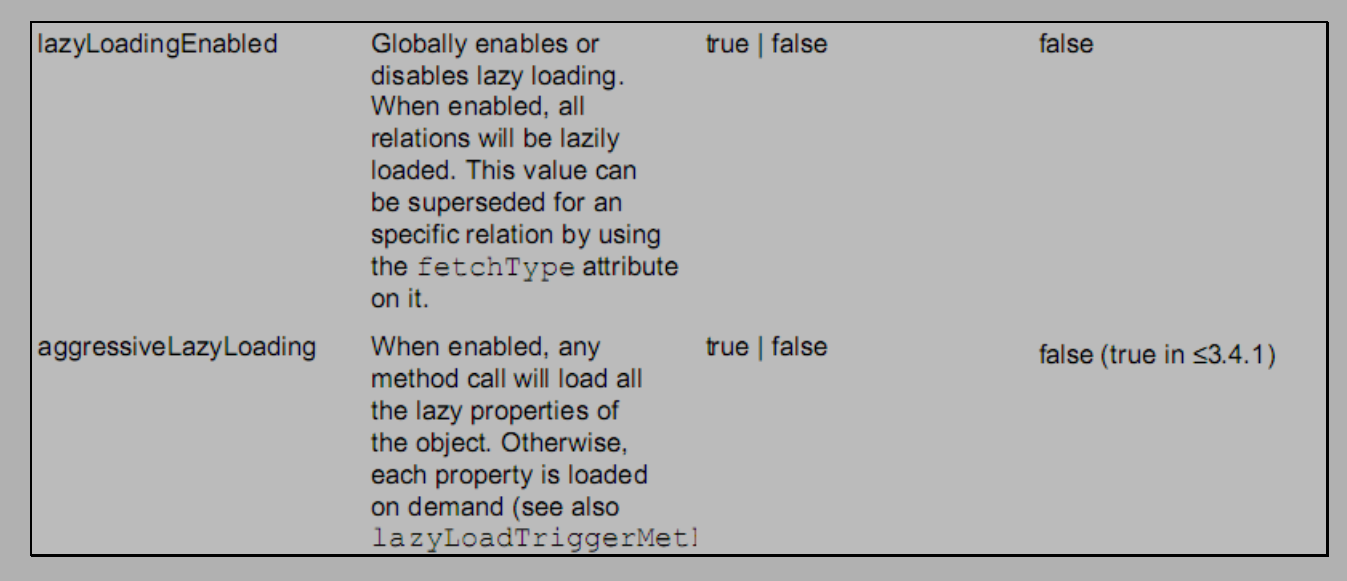 lazyLoadingEnabled Globally enables or true | false false
disables lazy loading.
When enabled, all
relations will be lazily
loaded. This value can
be superseded for an
specific relation by using
the fetchType attribute
on it.
aggressiveLazyLoading When enabled, any true | false false (true in ≤3.4.1)
method call will load all
the lazy properties of
the object. Otherwise,
each property is loaded
on demand (see also